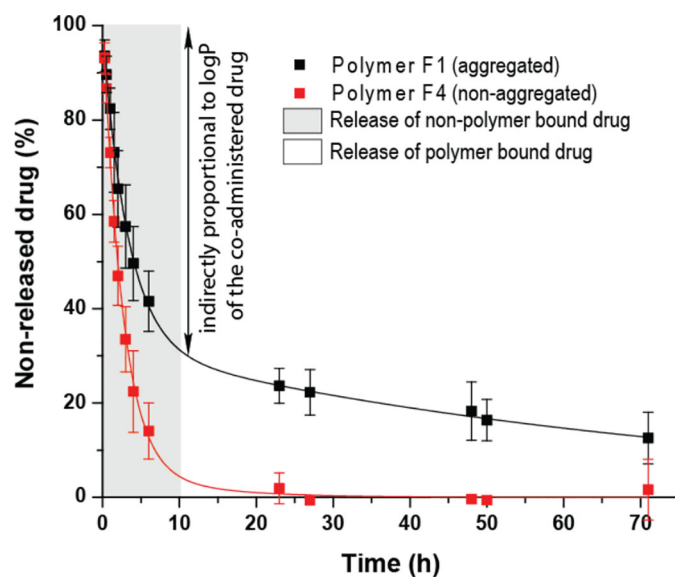 Polymer F1 (aggregated)
Polymer F4 (non-aggregated)
Release of non-polymer bound drug
Release of polymer bound drug
indirectly proportional to logP
of the co-administered drug
Non-released drug (%)
100
80
60
40
20
0
0 10 20 30 40 50 60 70
Time (h)